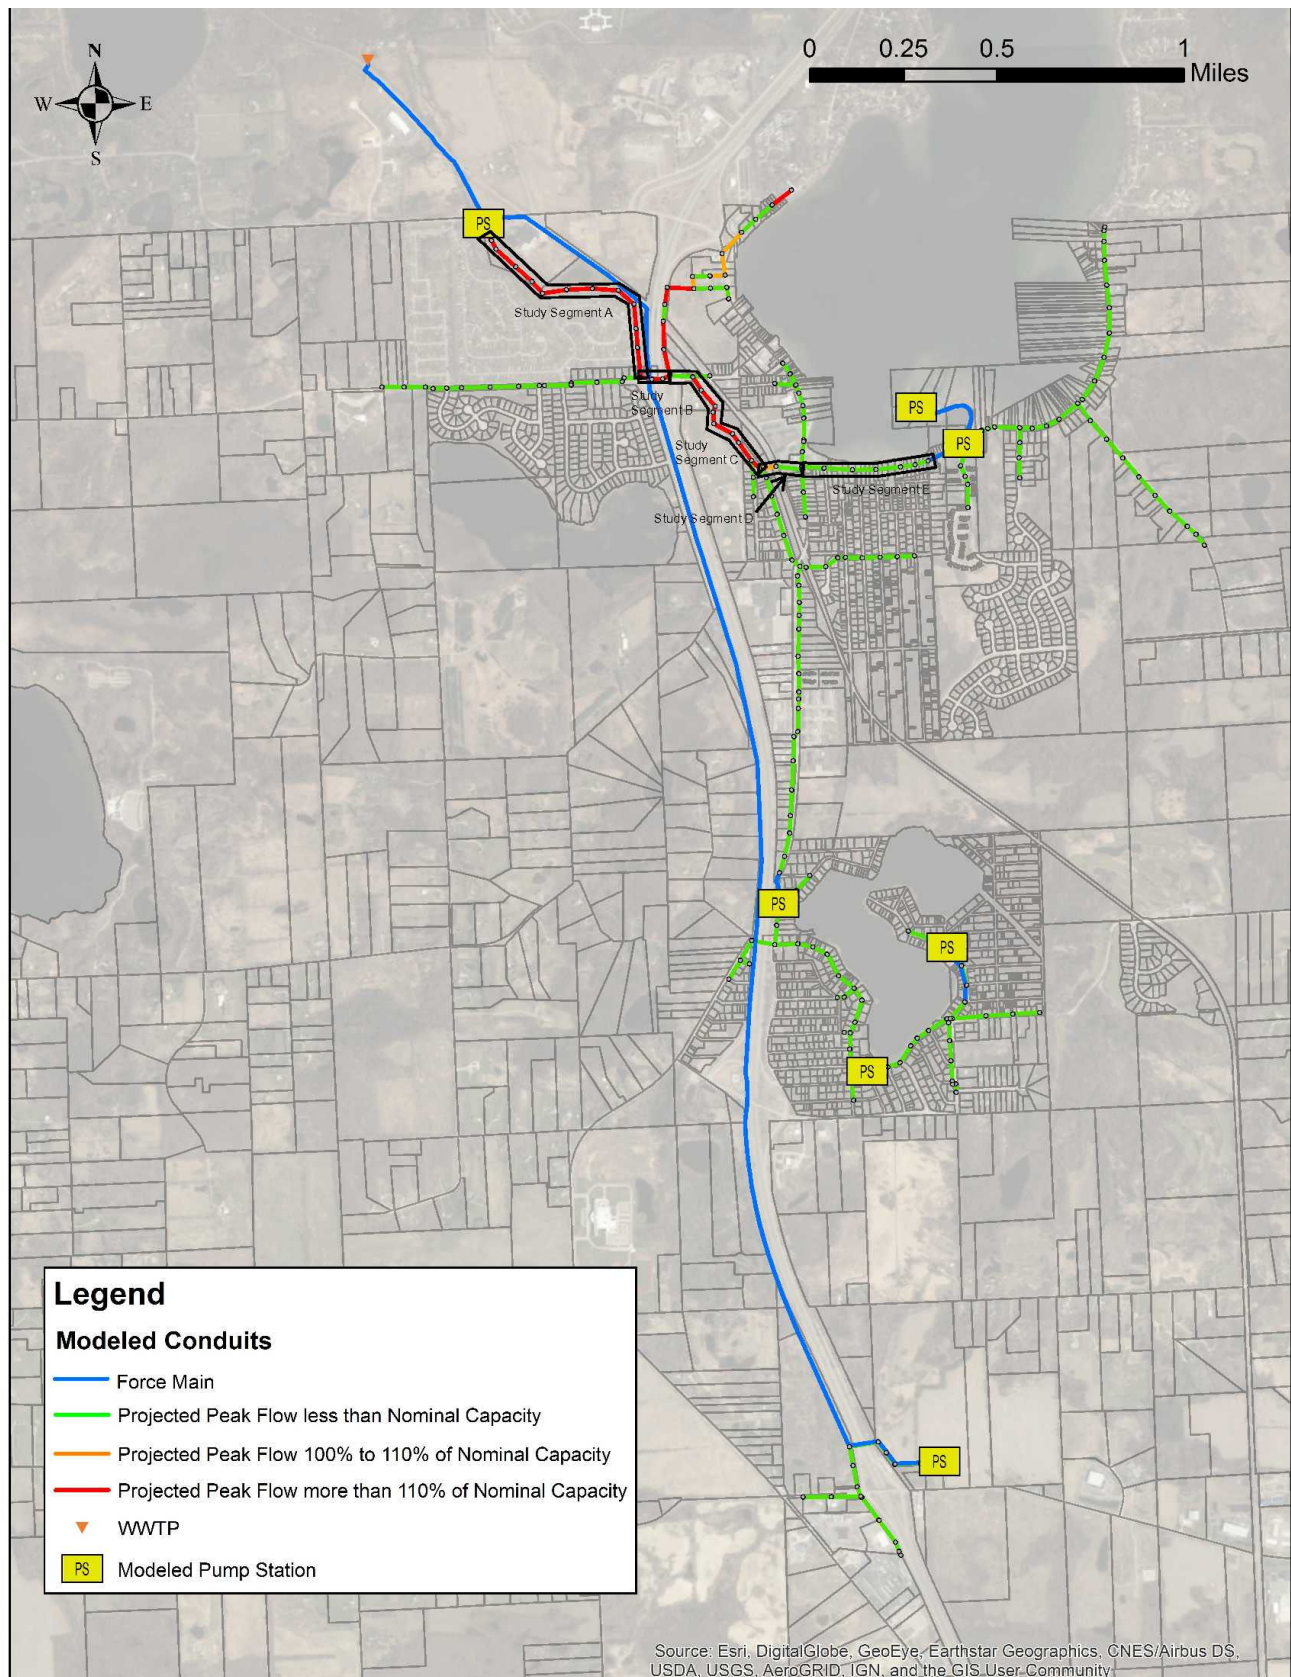 N
W E
S
0 0.25 0.5 1
Miles
PS
Study Segment A
Study
Segment B
PS
PS
Study
Segment C
Study Segment E
Study Segment D
PS
PS
PS
PS
Legend
Modeled Conduits
Force Main
Projected Peak Flow less than Nominal Capacity
Projected Peak Flow 100% to 110% of Nominal Capacity
Projected Peak Flow more than 110% of Nominal Capacity
WWTP
PS Modeled Pump Station
Source: Esri, DigitalGlobe, GeoEye, Earthstar Geographics, CNES/Airbus DS,
USDA, USGS, AeroGRID, IGN, and the GIS User Community